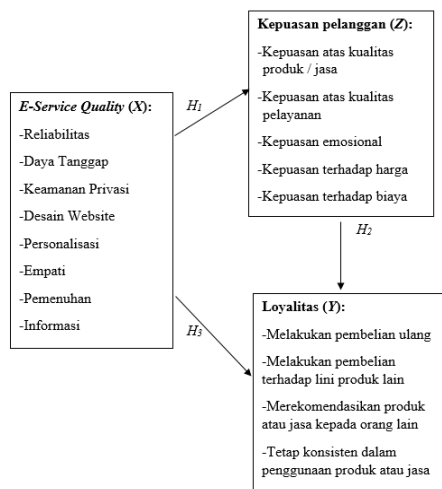 Kepuasan pelanggan (Z):
-Kepuasan atas kualitas
produk / jasa
-Kepuasan atas kualitas
pelayanan
-Kepuasan emosional
-Kepuasan terhadap harga
-Kepuasan terhadap biaya
E-Service Quality (X):
-Reliabilitas
-Daya Tanggap
-Keamanan Privasi
-Desain Website
-Personalisasi
-Empati
-Pemenuhan
-Informasi
H1
H2
H3
Loyalitas (Y):
-Melakukan pembelian ulang
-Melakukan pembelian
terhadap lini produk lain
-Merekomendasikan produk
atau jasa kepada orang lain
-Tetap konsisten dalam
penggunaan produk atau jasa